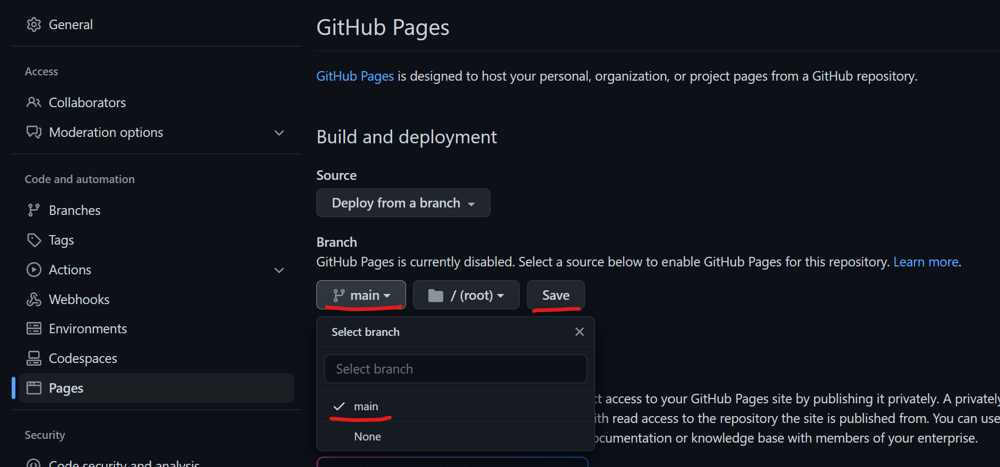 General
Access
Collaborators
Moderation options
Code and automation
Branches
Tags
Actions
Webhooks
Environments
Codespaces
Pages
Security
Code security and analysis
GitHub Pages
GitHub Pages is designed to host your personal, organization, or project pages from a GitHub repository.
Build and deployment
Source
Deploy from a branch
Branch
GitHub Pages is currently disabled. Select a source below to enable GitHub Pages for this repository. Learn more.
main / (root) Save
Select branch
Select branch
main
None
access to your GitHub Pages site by publishing it privately. A privately
read access to the repository the site is published from. You can use
or knowledge base with members of your enterprise.